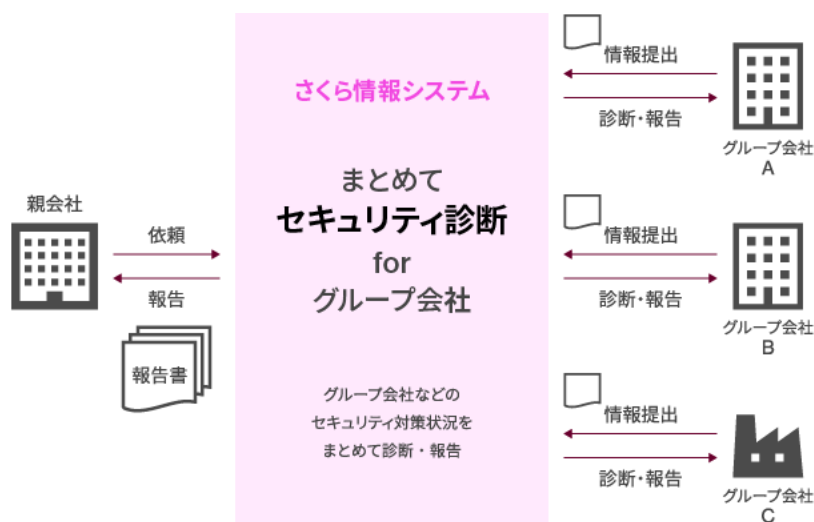 親会社
依頼
報告
報告書
さくら情報システム
まとめて
セキュリティ診断
for
グループ会社
グループ会社などの
セキュリティ対策状況を
まとめて診断・報告
情報提出
診断・報告
グループ会社
A
情報提出
診断・報告
グループ会社
B
情報提出
診断・報告
グループ会社
C